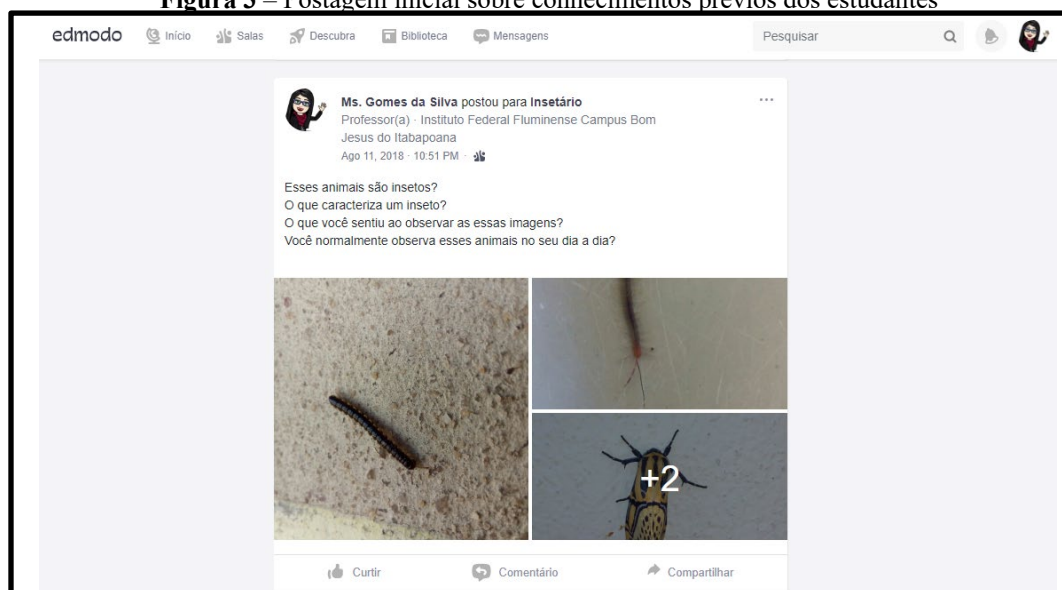 Figura 3 – Postagem inicial sobre conhecimentos prévios dos estudantes
edmodo Início Salas Descubra Biblioteca Mensagens Pesquisar
Ms. Gomes da Silva postou para Insetário
Professor(a) · Instituto Federal Fluminense Campus Bom
Jesus do Itabapoana
Ago 11, 2018 · 10:51 PM ·
Esses animais são insetos?
O que caracteriza um inseto?
O que você sentiu ao observar as essas imagens?
Você normalmente observa esses animais no seu dia a dia?
+2
Curtir Comentário Compartilhar